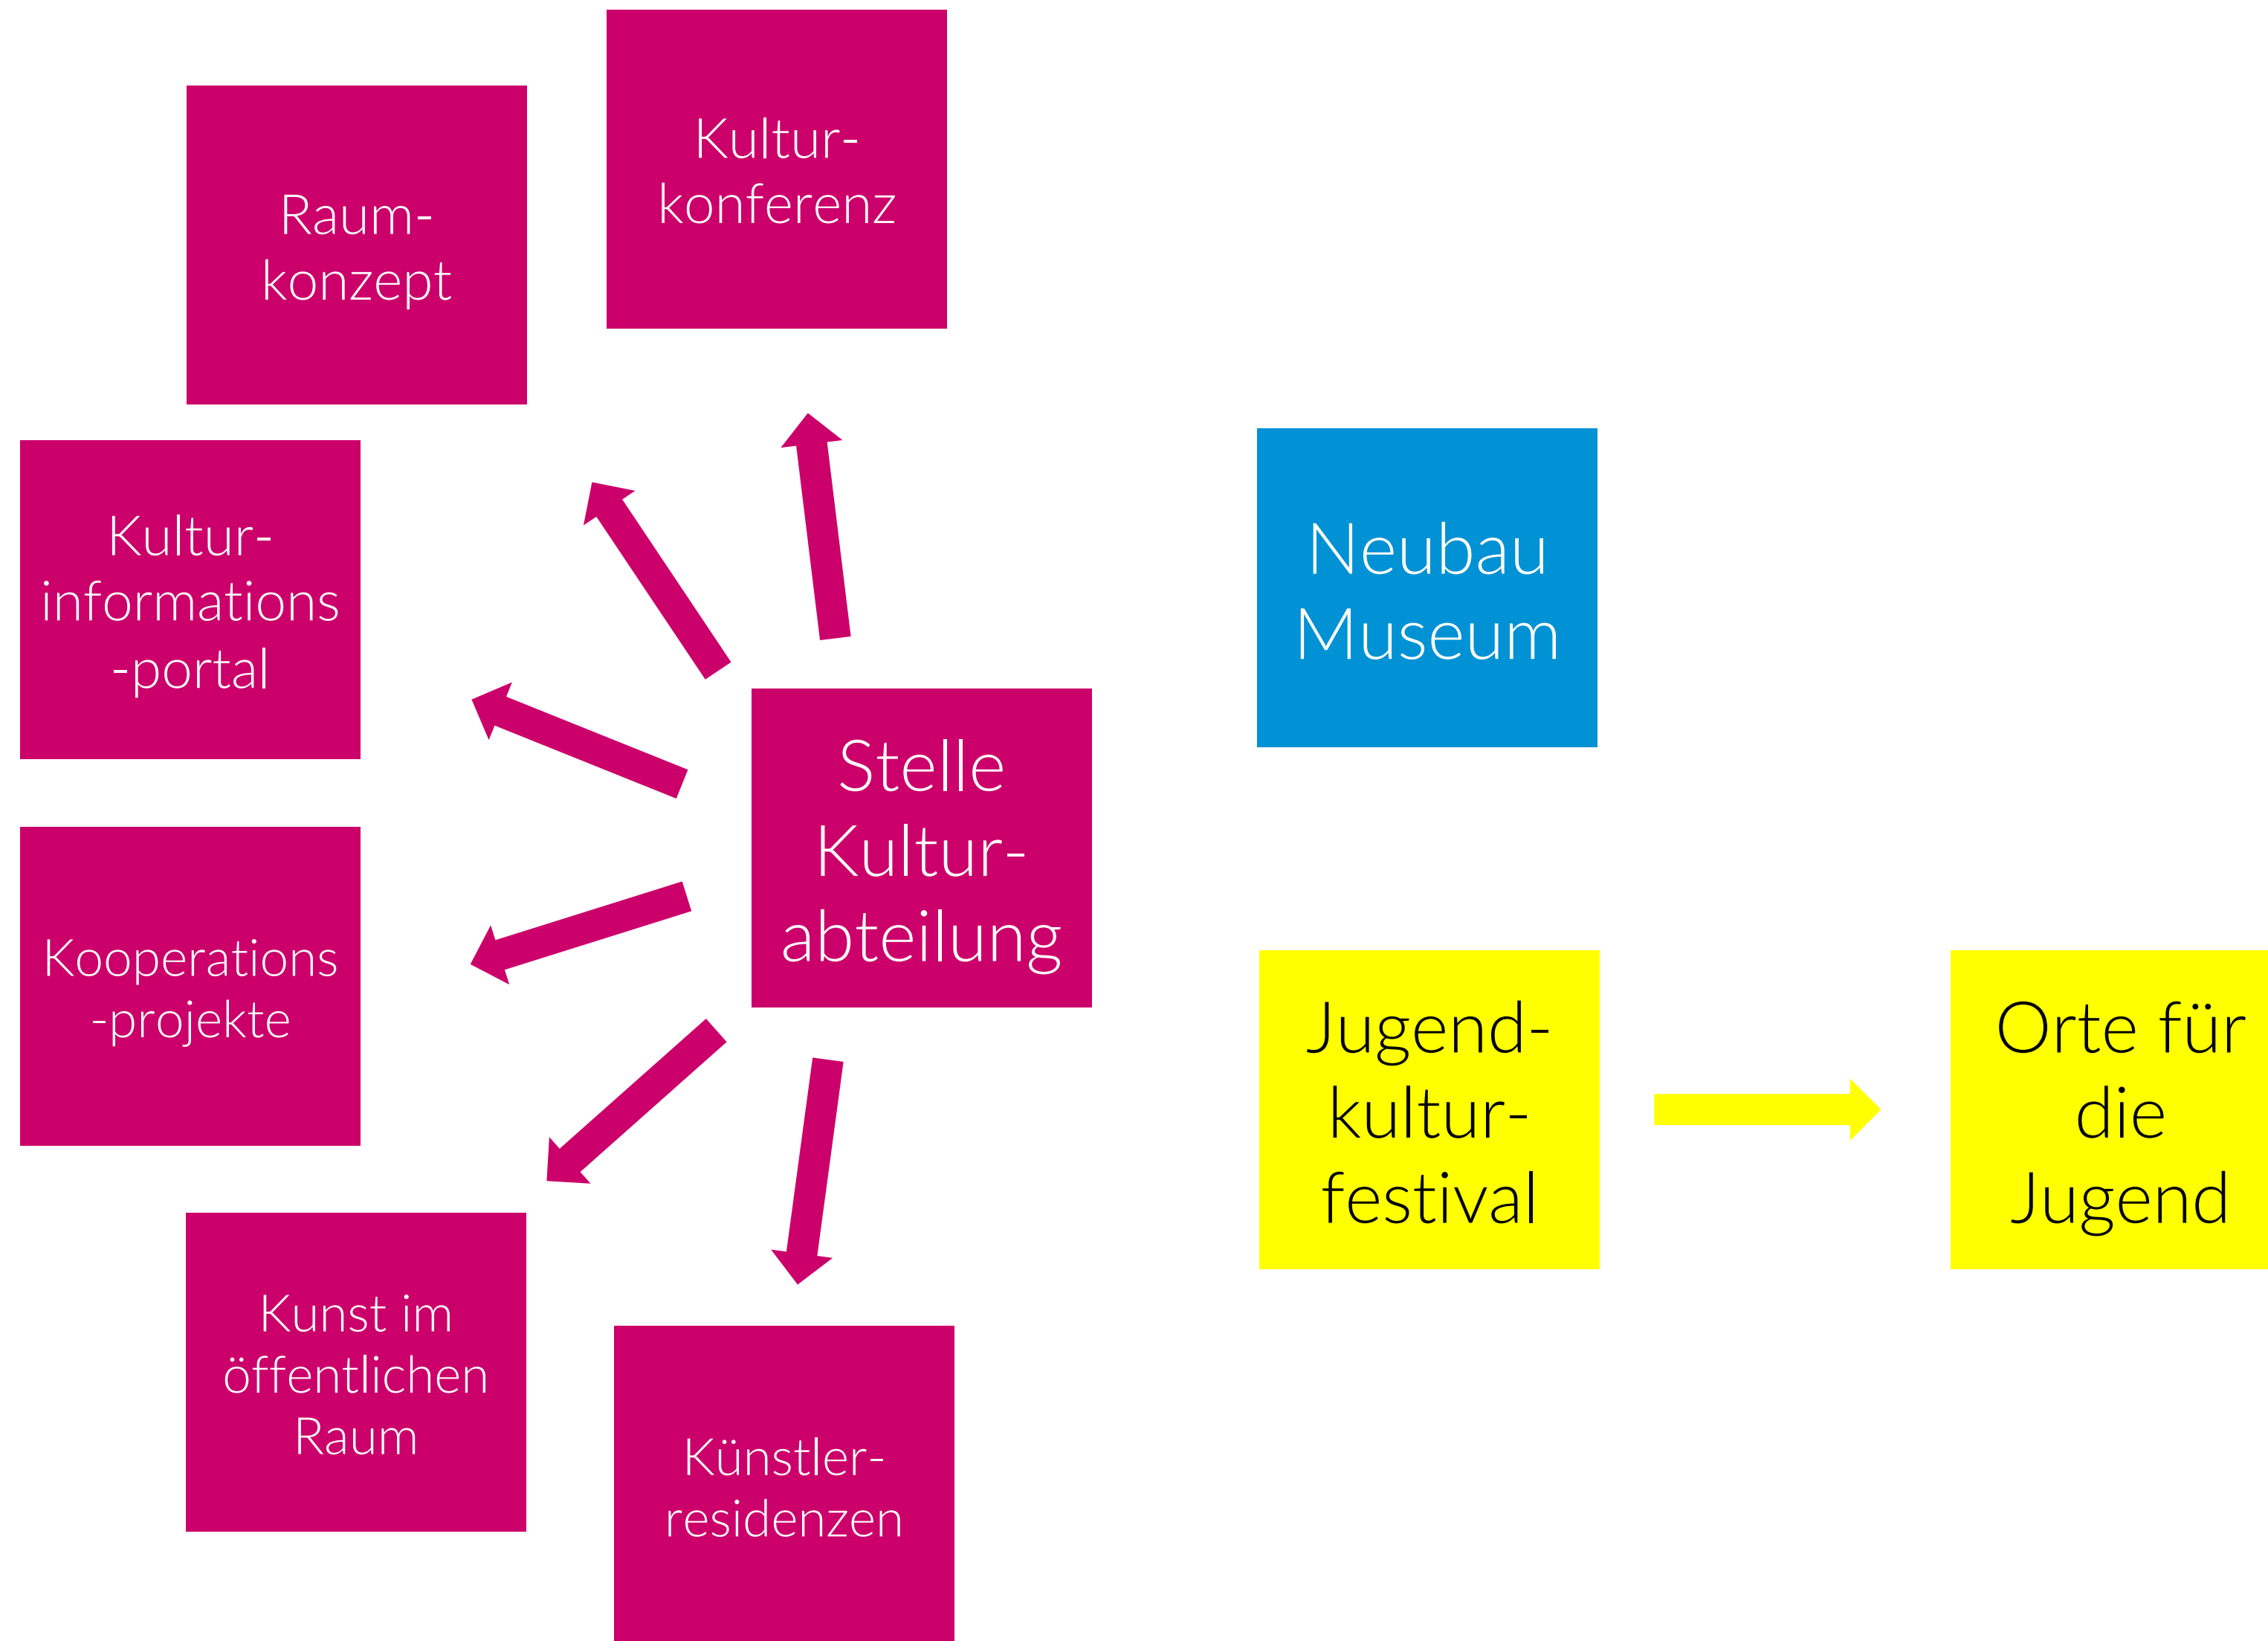 Kultur-
konferenz
Raum-
konzept
Kultur-
informations
-portal
Neubau
Museum
Stelle
Kultur-
abteilung
Kooperations
-projekte
Jugend-
kultur-
festival
Orte für
die
Jugend
Kunst im
öffentlichen
Raum
Künstler-
residenzen